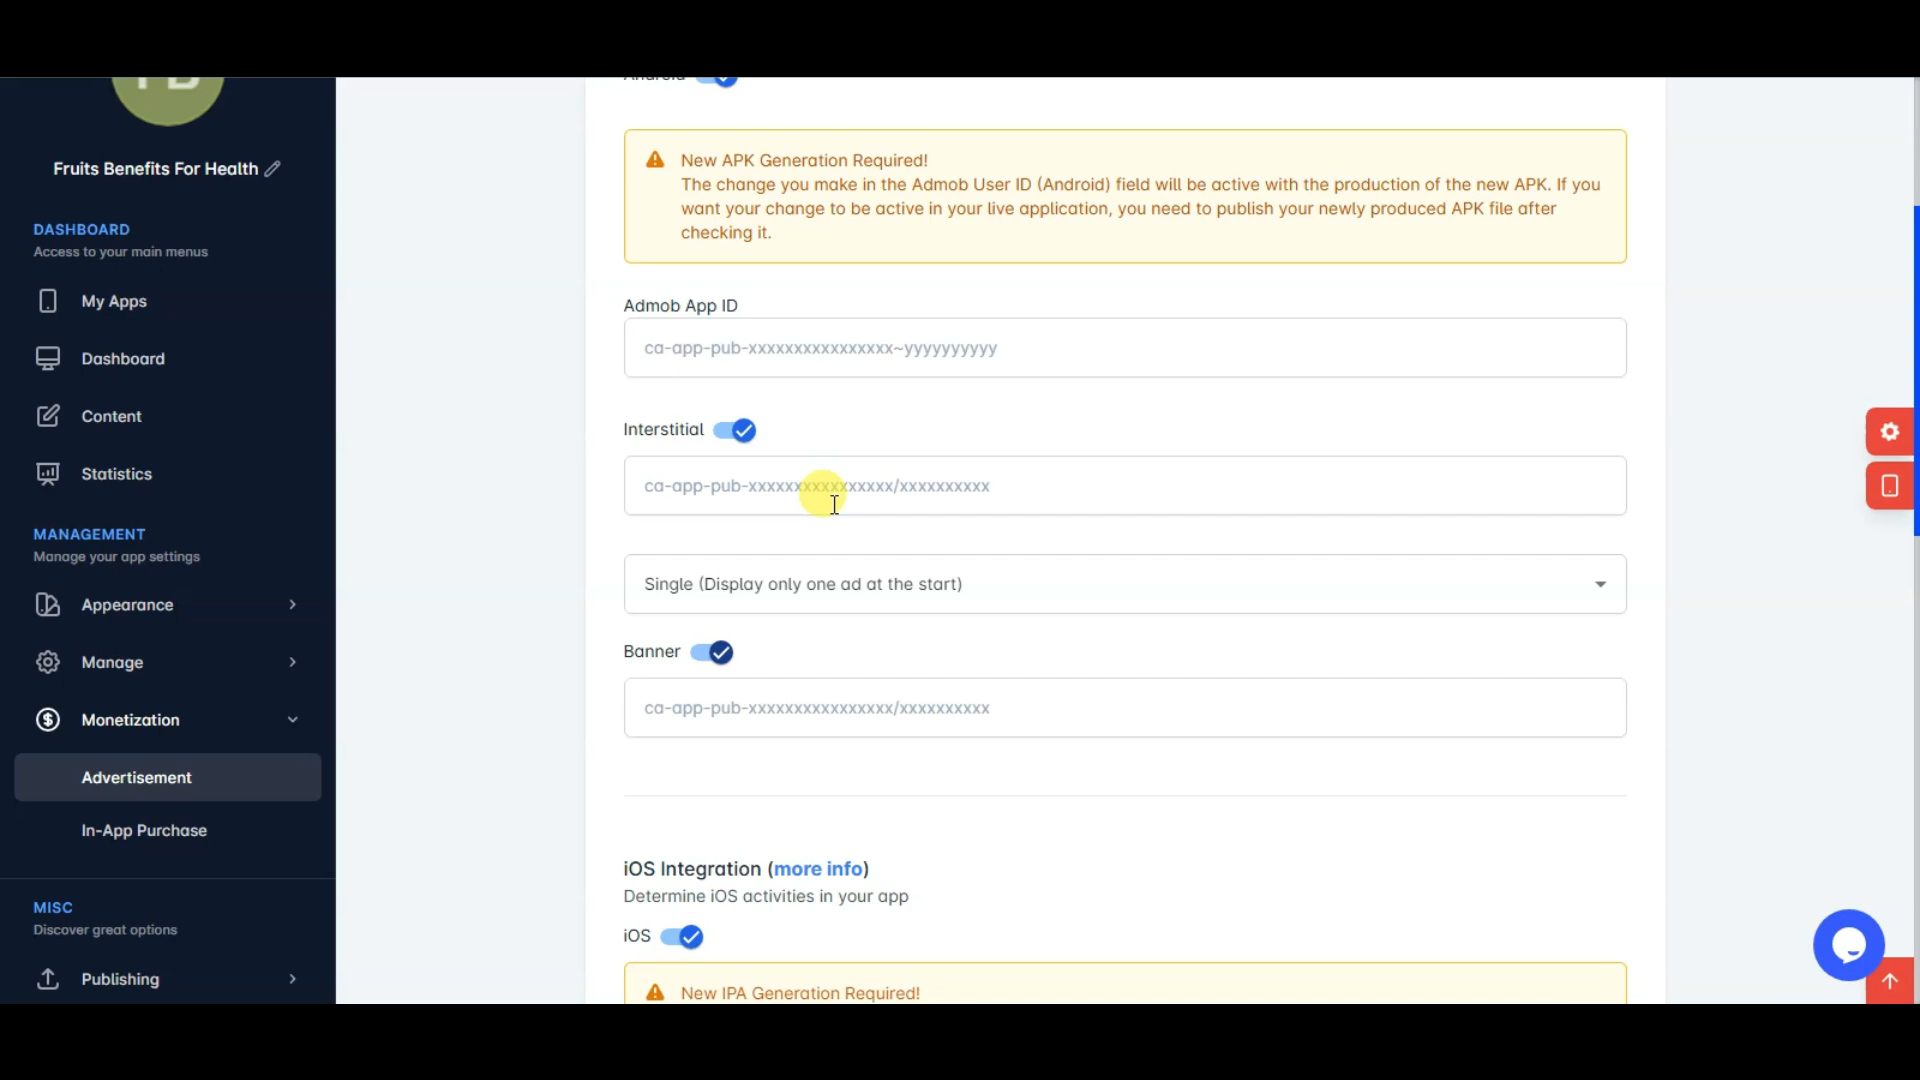 Fruits Benefits For Health
DASHBOARD
Access to your main menus
My Apps
Dashboard
Content
Statistics
MANAGEMENT
Manage your app settings
Appearance
Manage
Monetization
Advertisement
In-App Purchase
MISC
Discover great options
Publishing
Android
New APK Generation Required!
The change you make in the Admob User ID (Android) field will be active with the production of the new APK. If you
want your change to be active in your live application, you need to publish your newly produced APK file after
checking it.
Admob App ID
ca-app-pub-xxxxxxxxxxxxxxxx~yyyyyyyyyy
Interstitial
ca-app-pub-xxxxxxxxxxxxxxxx/xxxxxxxxxx
Single (Display only one ad at the start)
Banner
ca-app-pub-xxxxxxxxxxxxxxxx/xxxxxxxxxx
iOS Integration (more info)
Determine iOS activities in your app
iOS
New IPA Generation Required!